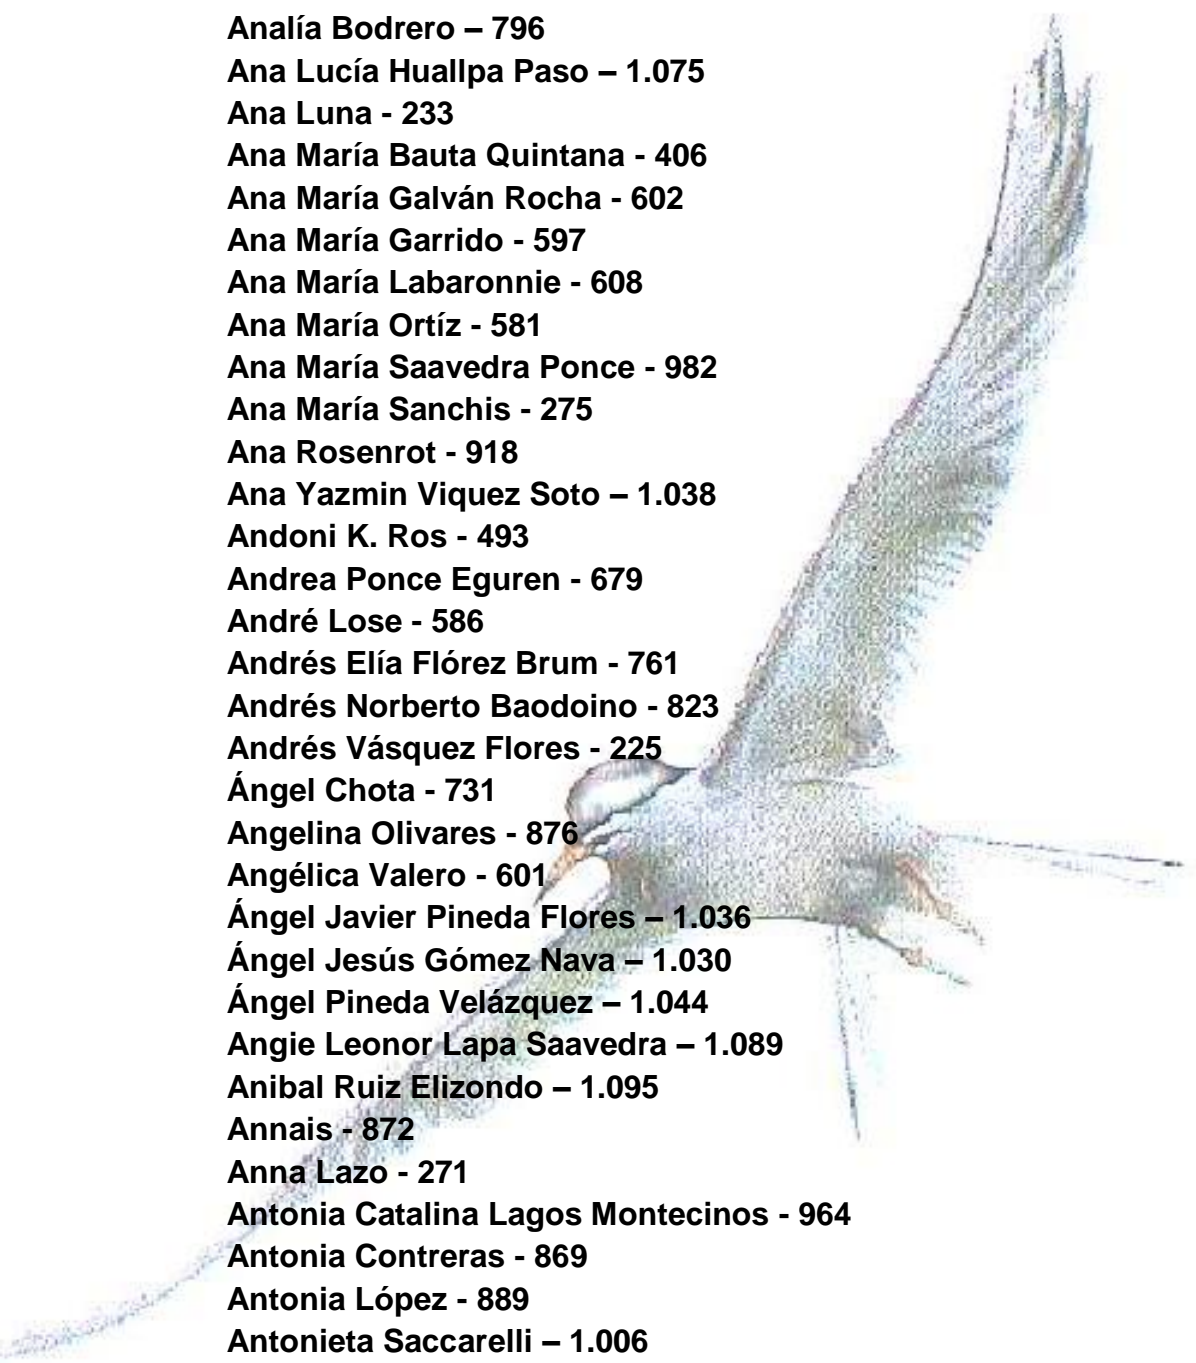 Analía Bodrero – 796
Ana Lucía Huallpa Paso – 1.075
Ana Luna - 233
Ana María Bauta Quintana - 406
Ana María Galván Rocha - 602
Ana María Garrido - 597
Ana María Labaronnie - 608
Ana María Ortíz - 581
Ana María Saavedra Ponce - 982
Ana María Sanchis - 275
Ana Rosenrot - 918
Ana Yazmin Viquez Soto – 1.038
Andoni K. Ros - 493
Andrea Ponce Eguren - 679
André Lose - 586
Andrés Elía Flórez Brum - 761
Andrés Norberto Baodoino - 823
Andrés Vásquez Flores - 225
Ángel Chota - 731
Angelina Olivares - 876
Angélica Valero - 601
Ángel Javier Pineda Flores – 1.036
Ángel Jesús Gómez Nava – 1.030
Ángel Pineda Velázquez – 1.044
Angie Leonor Lapa Saavedra – 1.089
Anibal Ruiz Elizondo – 1.095
Annais - 872
Anna Lazo - 271
Antonia Catalina Lagos Montecinos - 964
Antonia Contreras - 869
Antonia López - 889
Antonieta Saccarelli – 1.006